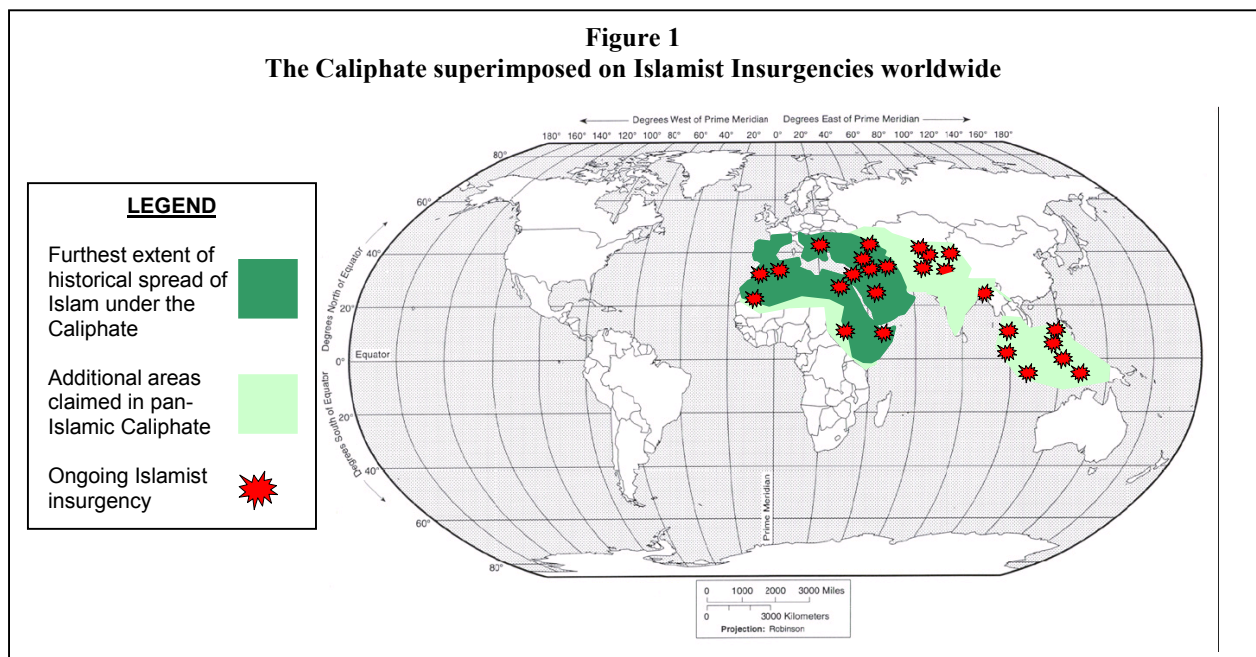 Figure 1
The Caliphate superimposed on Islamist Insurgencies worldwide
Degrees West of Prime Meridian Degrees East of Prime Meridian
180° 160° 140° 120° 100° 80° 60° 40° 20° 0° 20° 40° 60° 80° 100° 120° 140° 160° 180°
80°
60°
40°
20°
Equator
0°
20°
40°
60°
80°
Degrees North of Equator
Degrees South of Equator
Prime Meridian
LEGEND
Furthest extent of
historical spread of
Islam under the
Caliphate
Additional areas
claimed in pan-
Islamic Caliphate
Ongoing Islamist
insurgency
0 1000 2000 3000 Miles
0 3000 Kilometers
Projection: Robinson